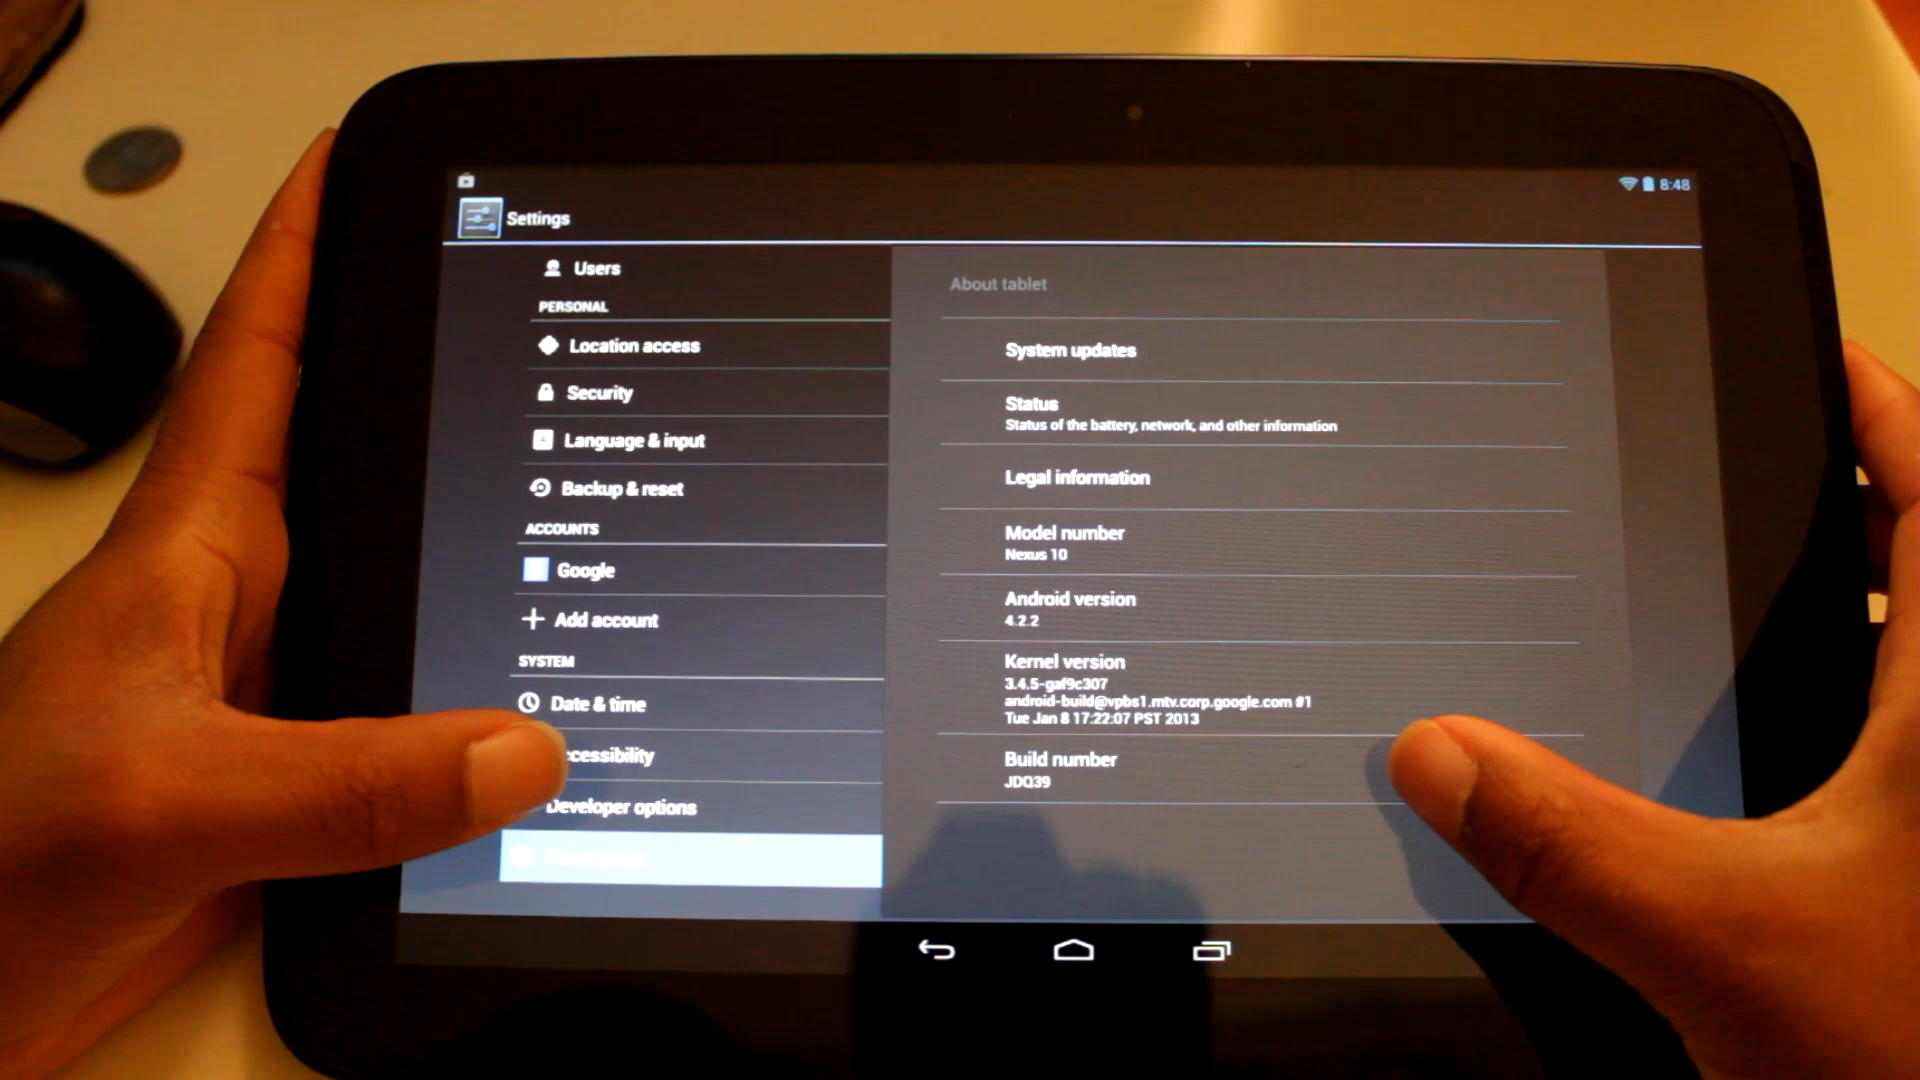 8:48
Settings
Users
PERSONAL
Location access
Security
Language & input
Backup & reset
ACCOUNTS
Google
Add account
SYSTEM
Date & time
ccessibility
Developer options
About tablet
System updates
Status
Status of the battery, network, and other information
Legal information
Model number
Nexus 10
Android version
4.2.2
Kernel version
3.4.5-gaf9c307
android-build@vpbs1.mtv.corp.google.com #1
Tue Jan 8 17:22:07 PST 2013
Build number
JDQ39